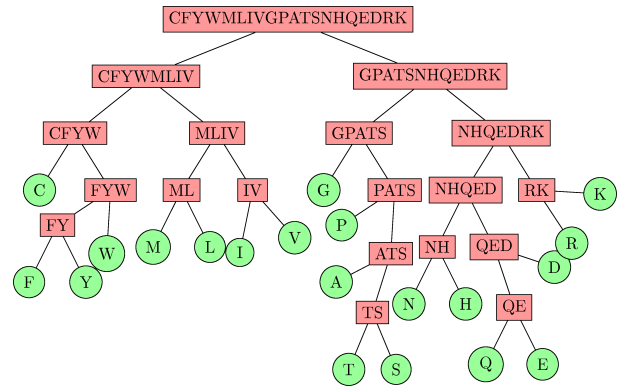 CFYWMLIVGPATSNHQEDRK
CFYWMLIV
GPATSNHQEDRK
CFYW
MLIV
GPATS
NHQEDRK
C
FYW
ML
IV
G
PATS
NHQED
RK
K
FY
W
M
L
I
V
P
ATS
NH
QED
R
D
F
Y
A
TS
N
H
QE
T
S
Q
E